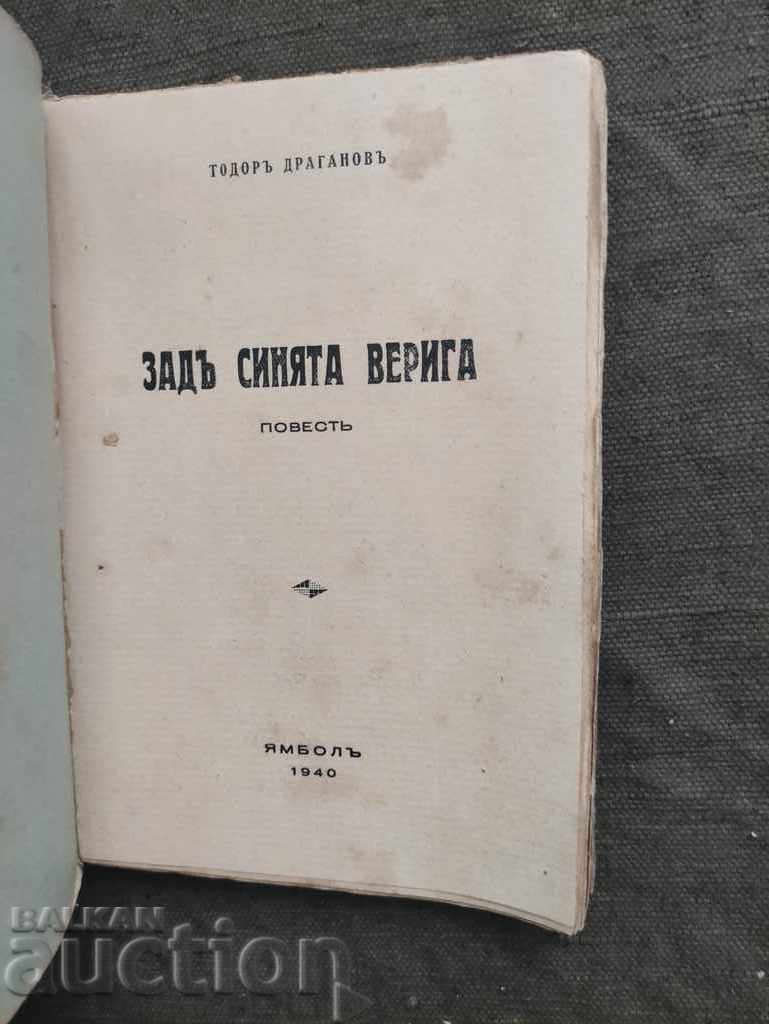 ТОДОРЪ ДРАГАНОВЪ
ЗАДЪ СИНЯТА ВЕРИГА
ПОВЕСТЬ
ЯМБОЛЪ
1940
BALKAN
auction